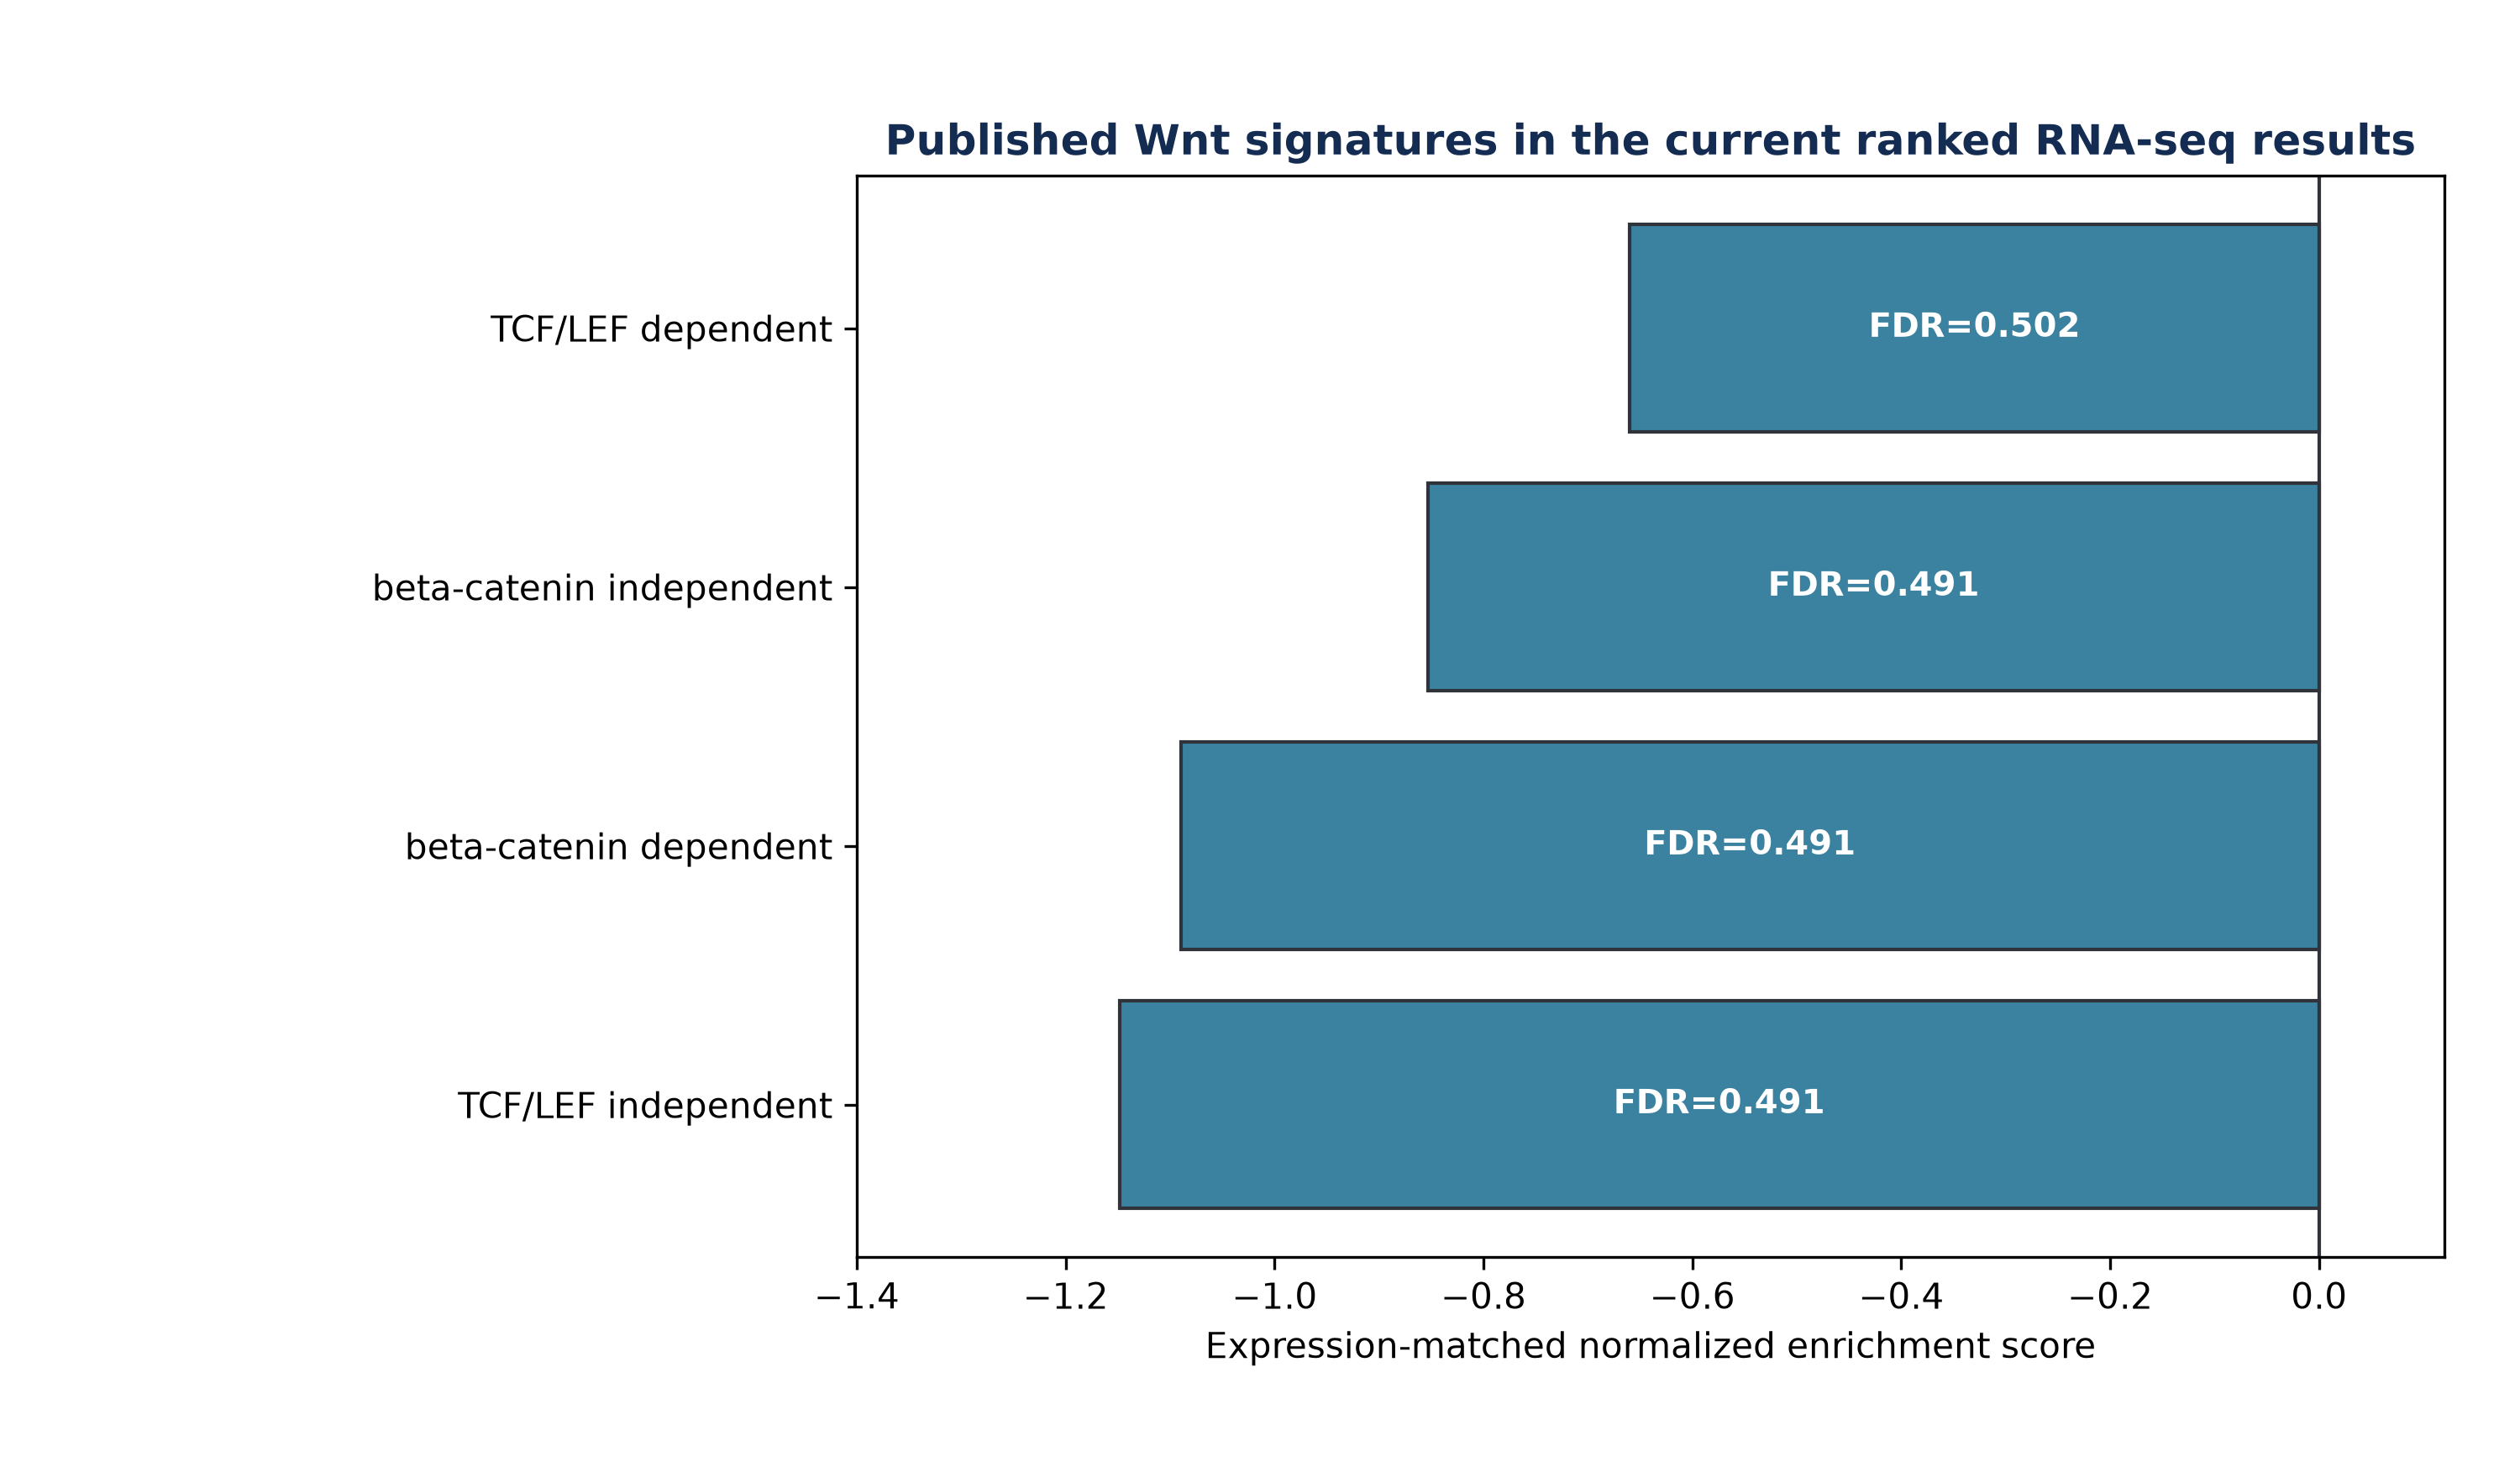 Published Wnt signatures in the current ranked RNA-seq results
TCF/LEF dependent
FDR=0.502
beta-catenin independent
FDR=0.491
beta-catenin dependent
FDR=0.491
TCF/LEF independent
FDR=0.491
−1.4 −1.2 −1.0 −0.8 −0.6 −0.4 −0.2 0.0
Expression-matched normalized enrichment score